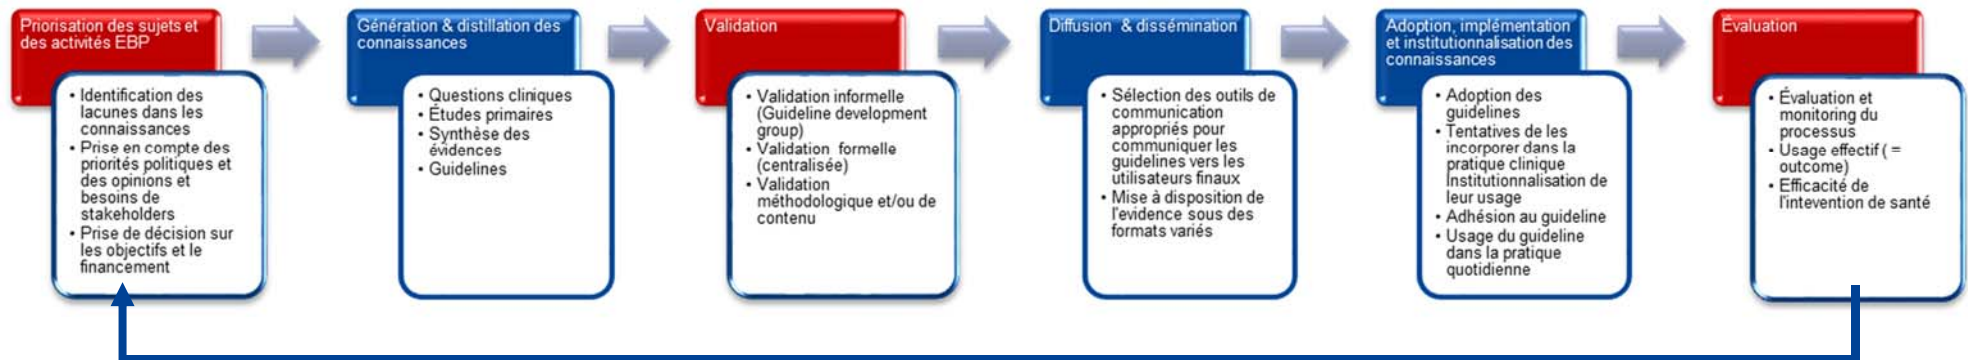 Priorisation des sujets et
des activités EBP
• Identification des
lacunes dans les
connaissances
• Prise en compte des
priorités politiques et
des opinions et
besoins de
stakeholders
• Prise de décision sur
les objectifs et le
financement
Génération & distillation des
connaissances
• Questions cliniques
• Études primaires
• Synthèse des
évidences
• Guidelines
Validation
• Validation informelle
(Guideline development
group)
• Validation formelle
(centralisée)
• Validation
méthodologique et/ou de
contenu
Diffusion & dissémination
• Sélection des outils de
communication
appropriés pour
communiquer les
guidelines vers les
utilisateurs finaux
• Mise à disposition de
l'evidence sous des
formats variés
Adoption, implémentation
et institutionnalisation des
connaissances
• Adoption des
guidelines
• Tentatives de les
incorporer dans la
pratique clinique
Institutionnalisation de
leur usage
• Adhésion au guideline
• Usage du guideline
dans la pratique
quotidienne
Évaluation
• Évaluation et
monitoring du
processus
• Usage effectif ( =
outcome)
• Efficacité de
l'intevention de santé